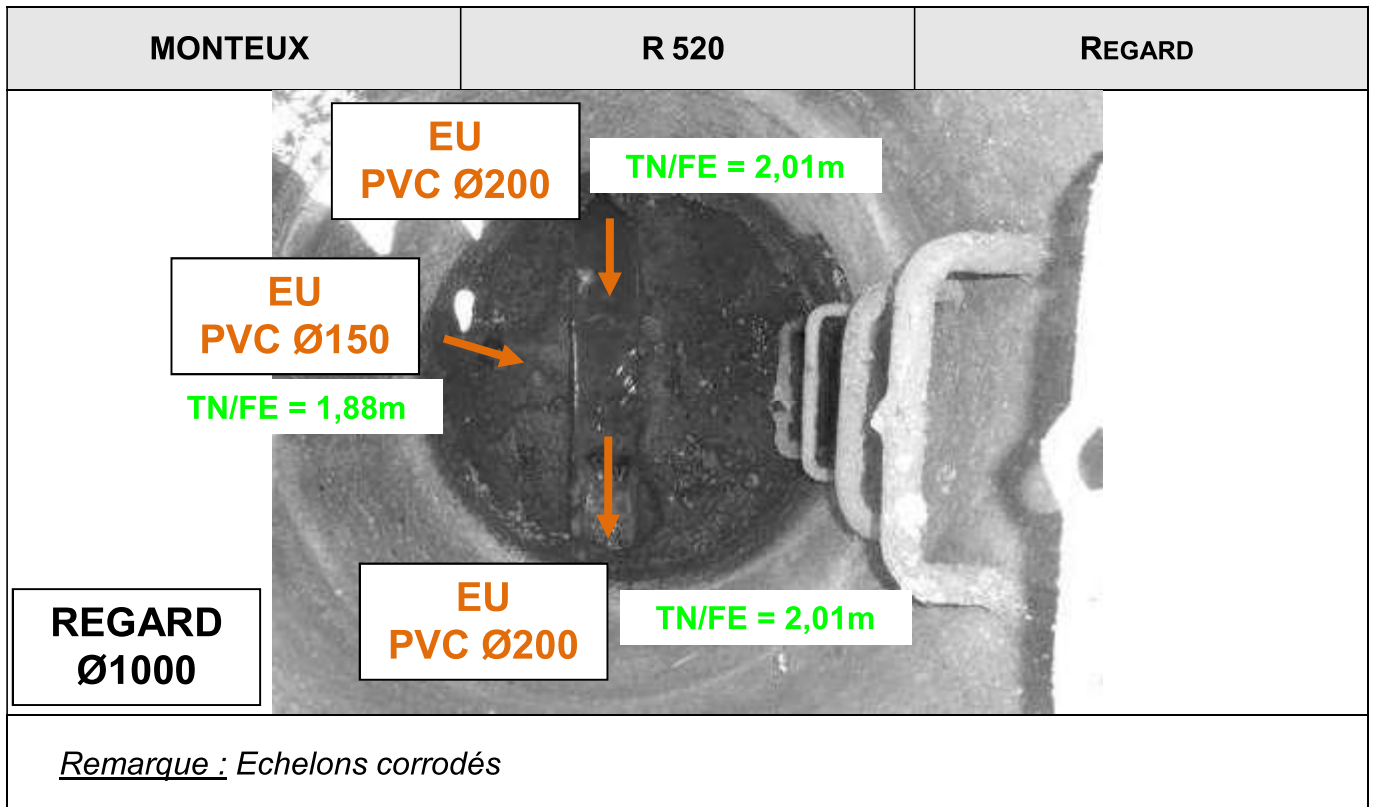 MONTEUX
R 520
REGARD
EU
PVC Ø200
TN/FE = 2,01m
EU
PVC Ø150
TN/FE = 1,88m
EU
PVC Ø200
TN/FE = 2,01m
REGARD
Ø1000
Remarque : Echelons corrodés